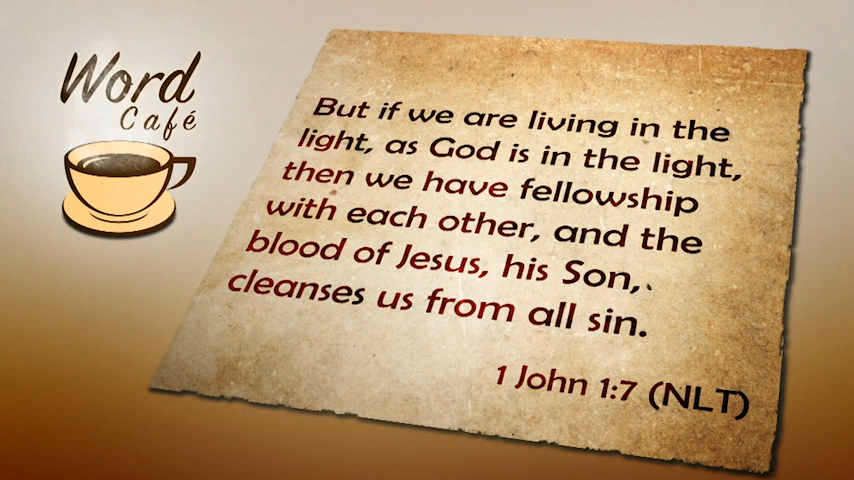 Word
Café
But if we are living in the
light, as God is in the light,
then we have fellowship
with each other, and the
blood of Jesus, his Son,
cleanses us from all sin.
1 John 1:7 (NLT)